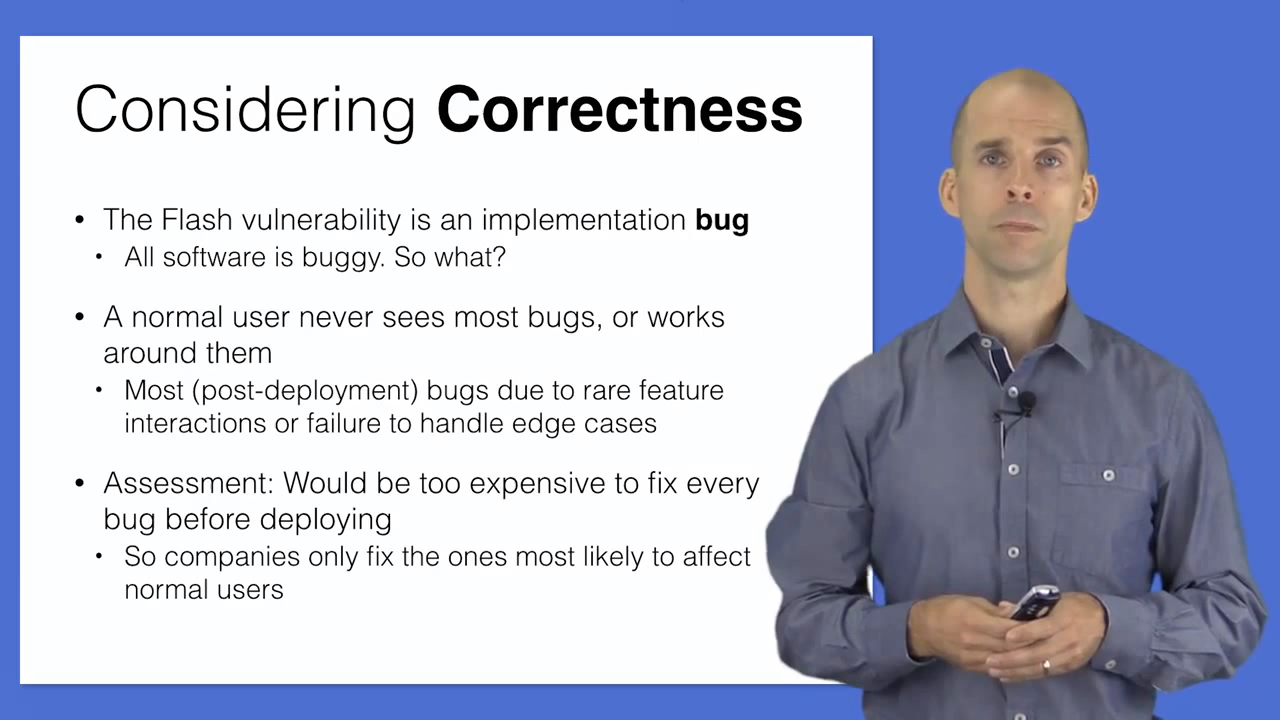 Considering Correctness
• The Flash vulnerability is an implementation bug
• All software is buggy. So what?
• A normal user never sees most bugs, or works
around them
• Most (post-deployment) bugs due to rare feature
interactions or failure to handle edge cases
• Assessment: Would be too expensive to fix every
bug before deploying
• So companies only fix the ones most likely to affect
normal users